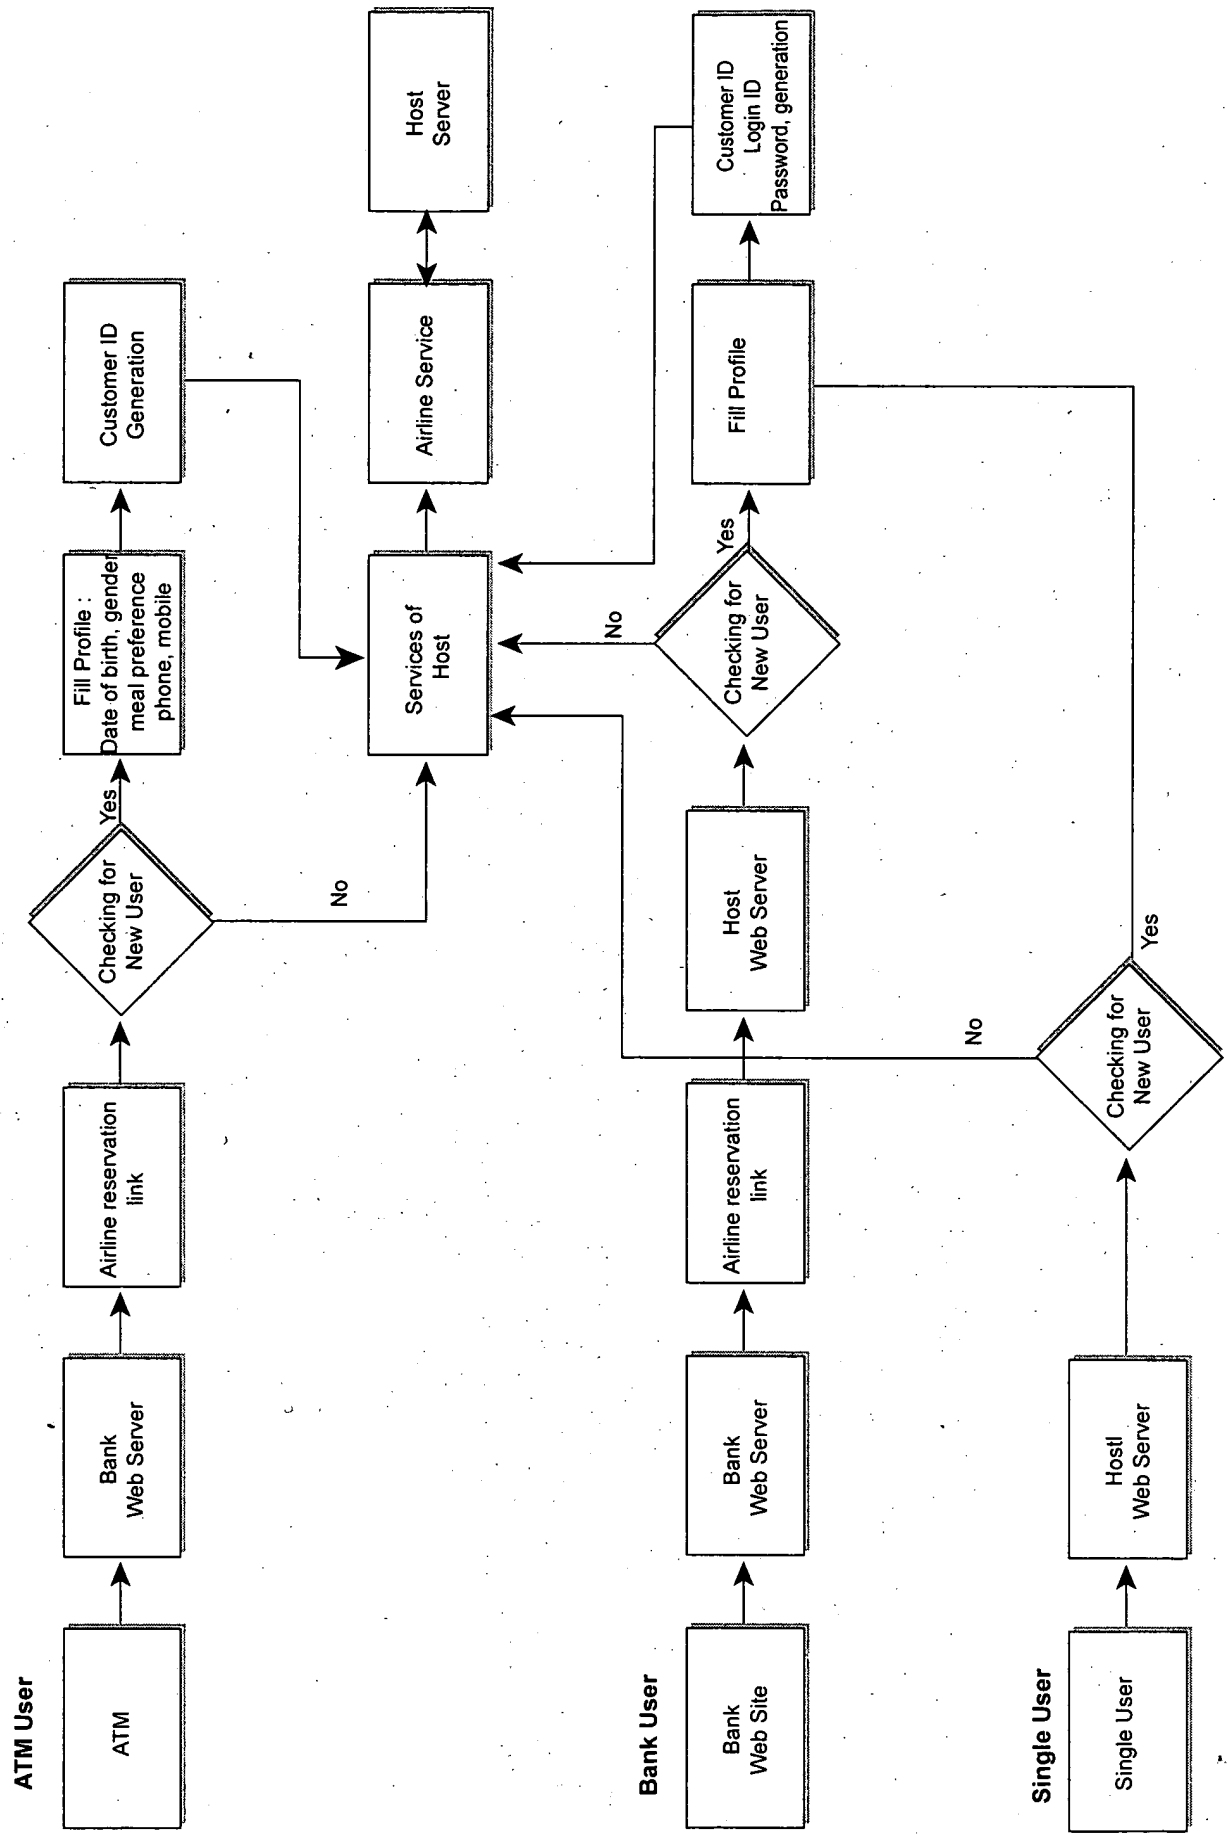 ATM User
ATM
Bank
Web Server
Airline reservation
link
Checking for
New User
Yes
No
Fill Profile :
Date of birth, gender
meal preference
phone, mobile
Customer ID
Generation
Services of
Host
Airline Service
Host
Server
Bank User
Bank
Web Site
Bank
Web Server
Airline reservation
link
Host
Web Server
Checking for
New User
Yes
No
Fill Profile
Customer ID
Login ID
Password, generation
Single User
Single User
Hostl
Web Server
Checking for
New User
Yes
No